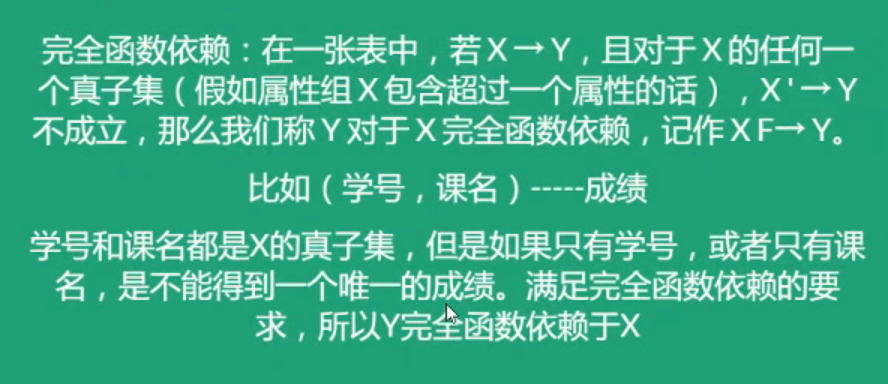 完全函数依赖：在一张表中，若X→Y，且对于X的任何一
个真子集（假如属性组X包含超过一个属性的话），X'→Y
不成立，那么我们称Y对于X完全函数依赖，记作X F→Y。
比如（学号，课名）-----成绩
学号和课名都是X的真子集，但是如果只有学号，或者只有课
名，是不能得到一个唯一的成绩。满足完全函数依赖的要
求，所以Y完全函数依赖于X